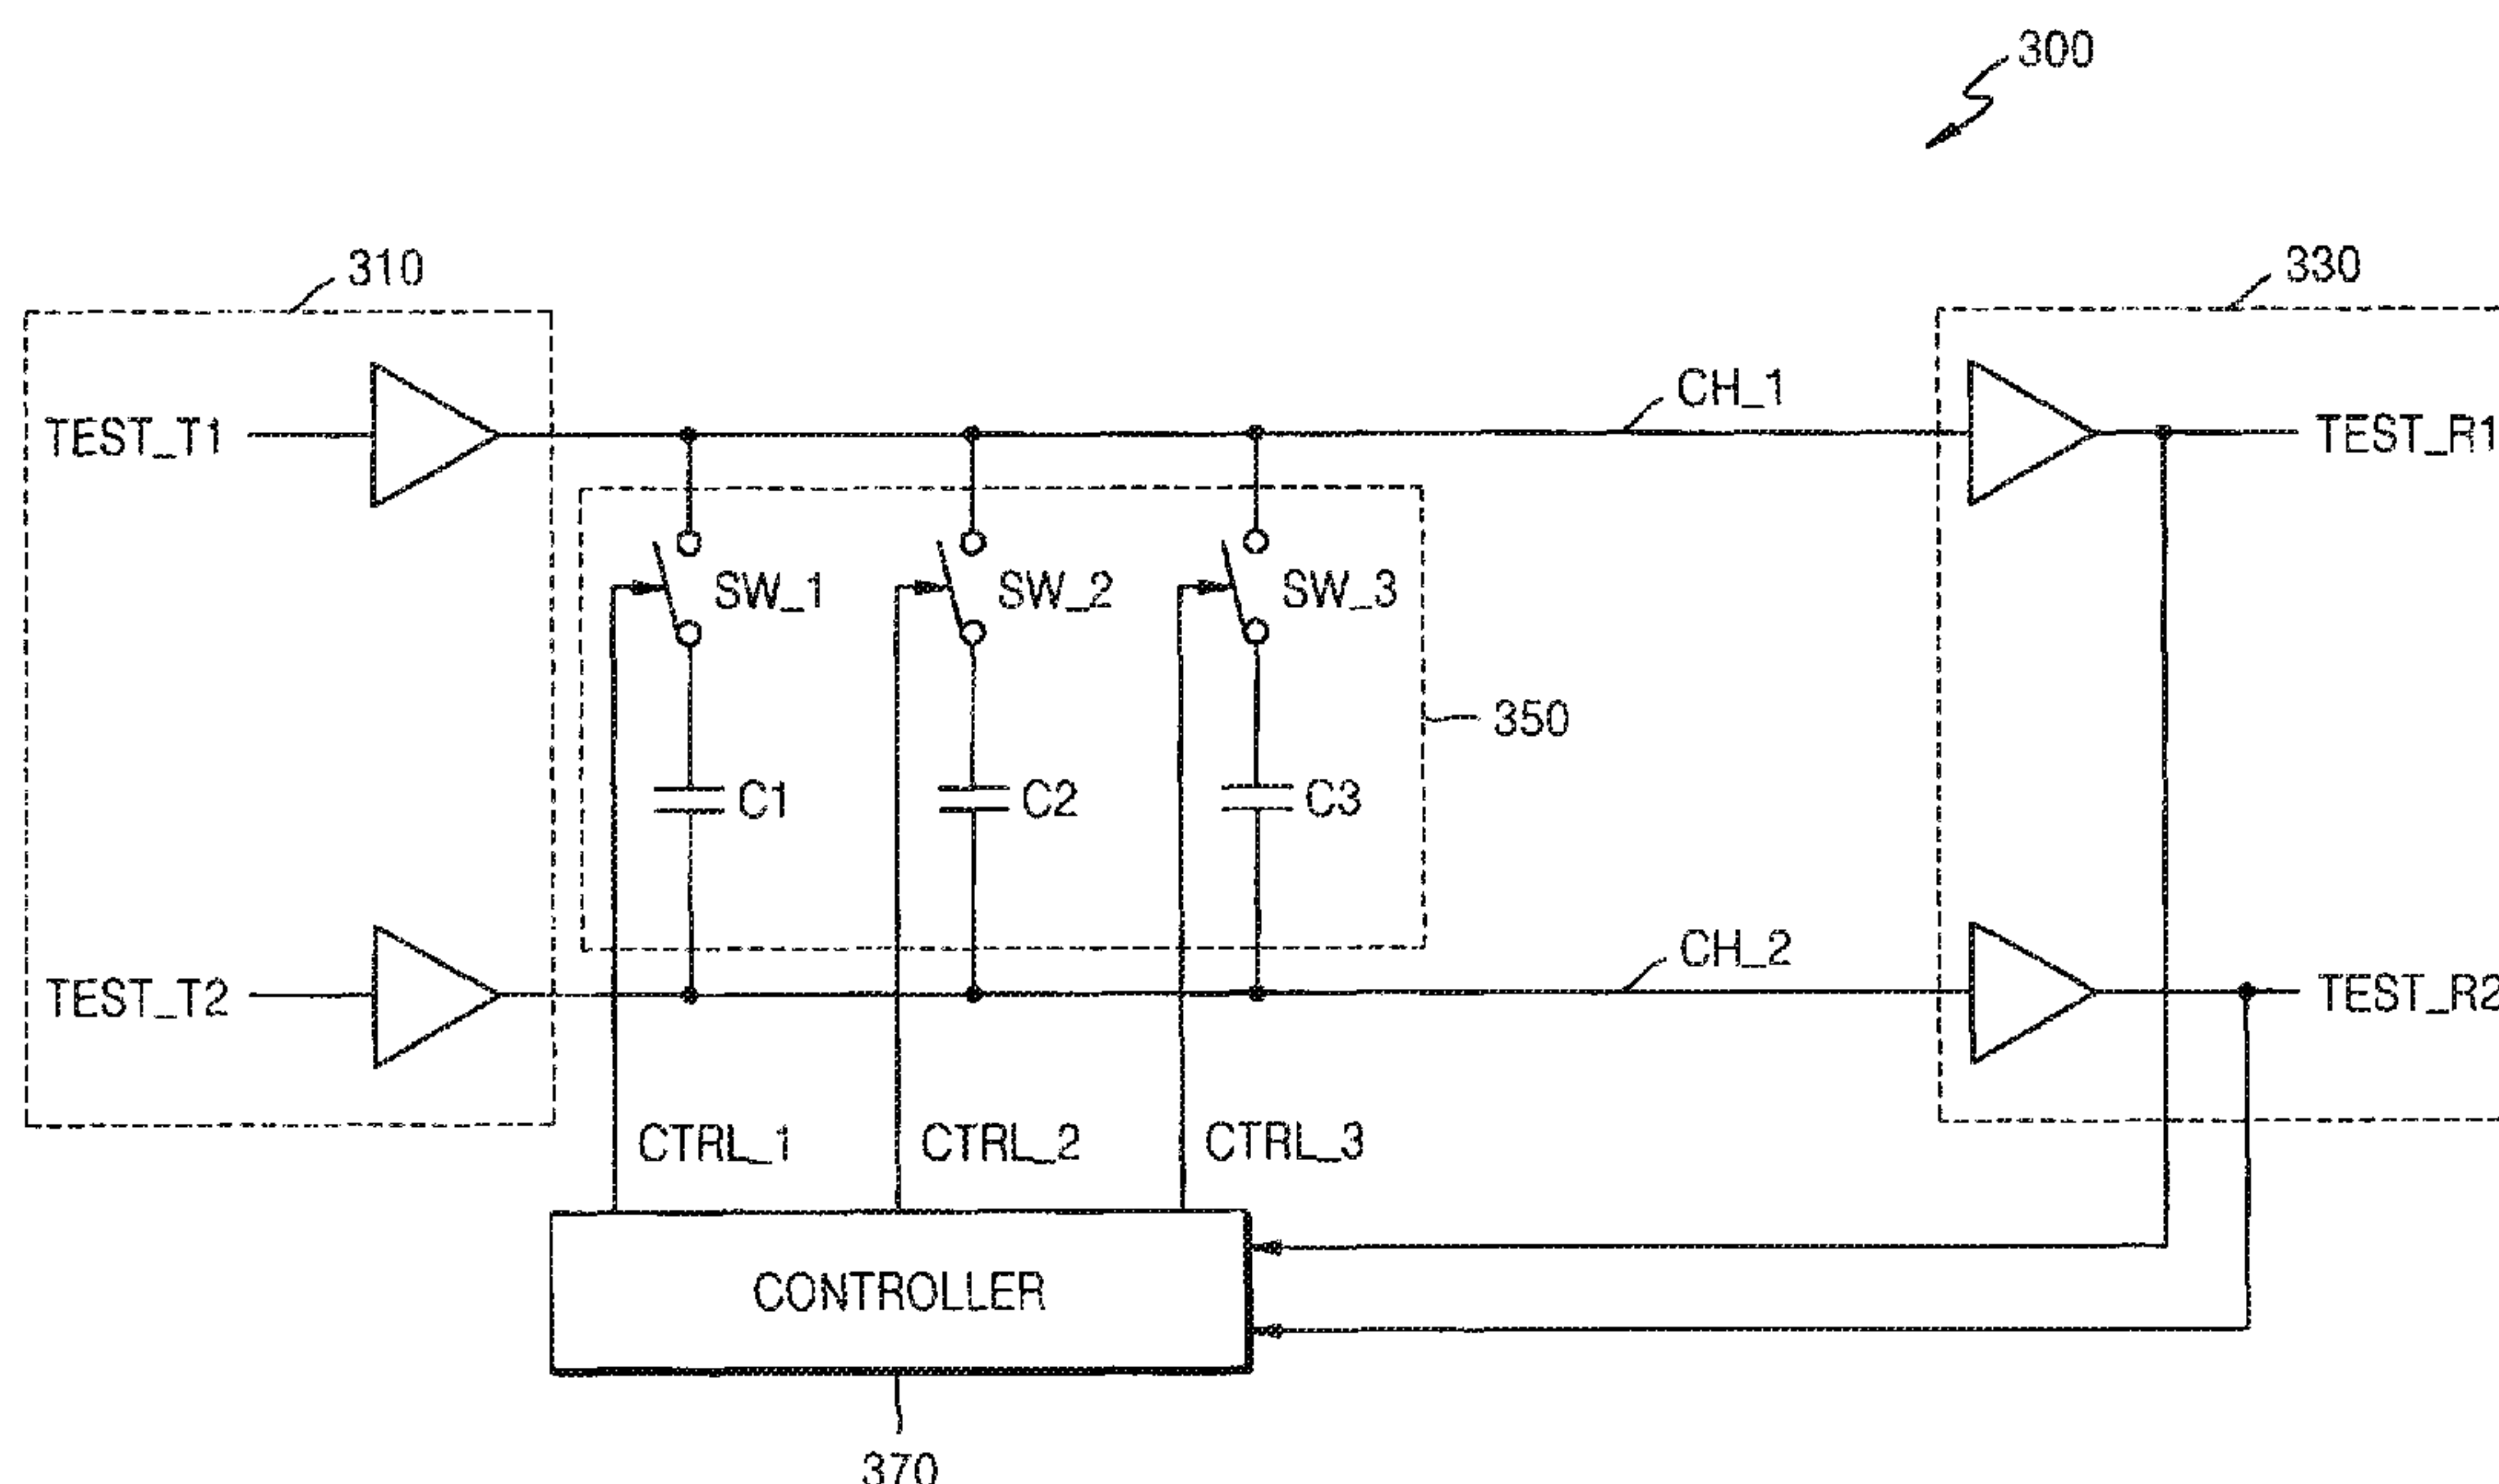 300
310
330
TEST_T1
CH_1
TEST_R1
SW_1
SW_2
SW_3
350
C1
C2
C3
CH_2
TEST_T2
TEST_R2
CTRL_1
CTRL_2
CTRL_3
CONTROLLER
370